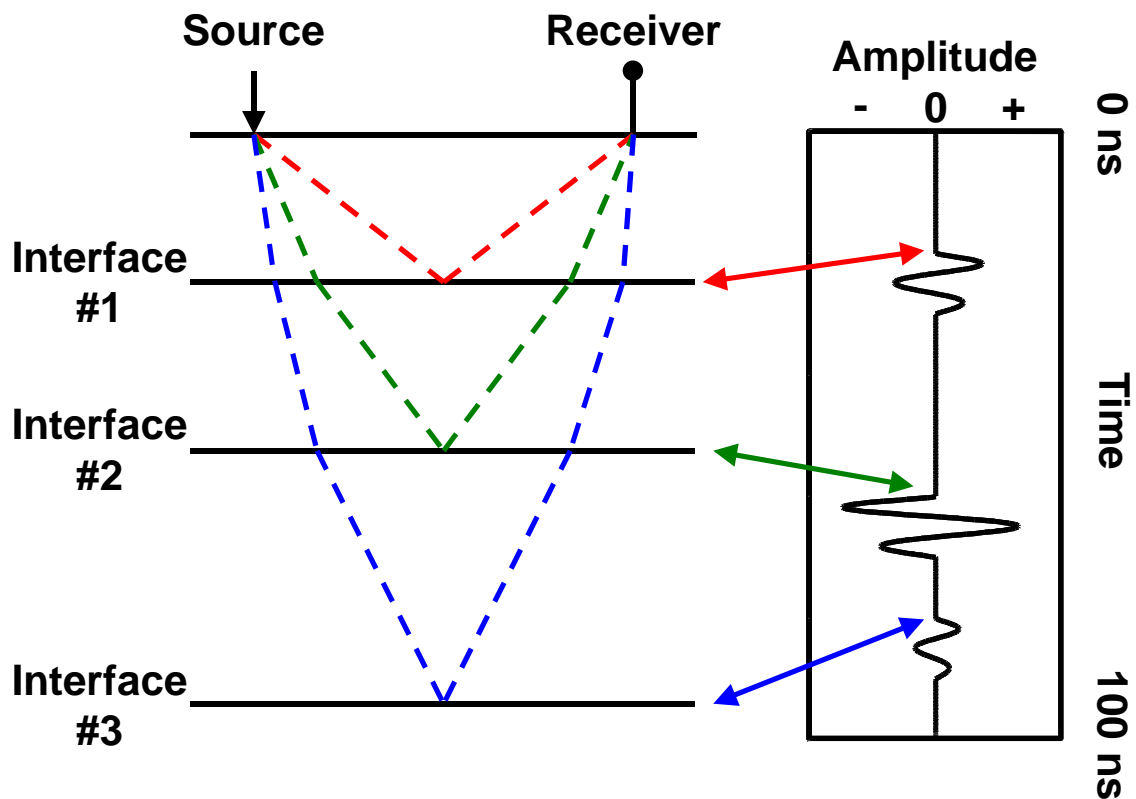 Source
Receiver
Amplitude
- 0 +
0 ns
Interface
#1
Time
Interface
#2
Interface
#3
100 ns